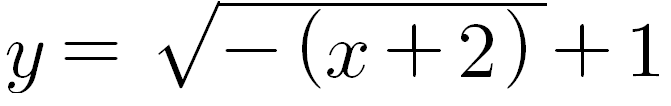 y = √(-(x+2)) + 1